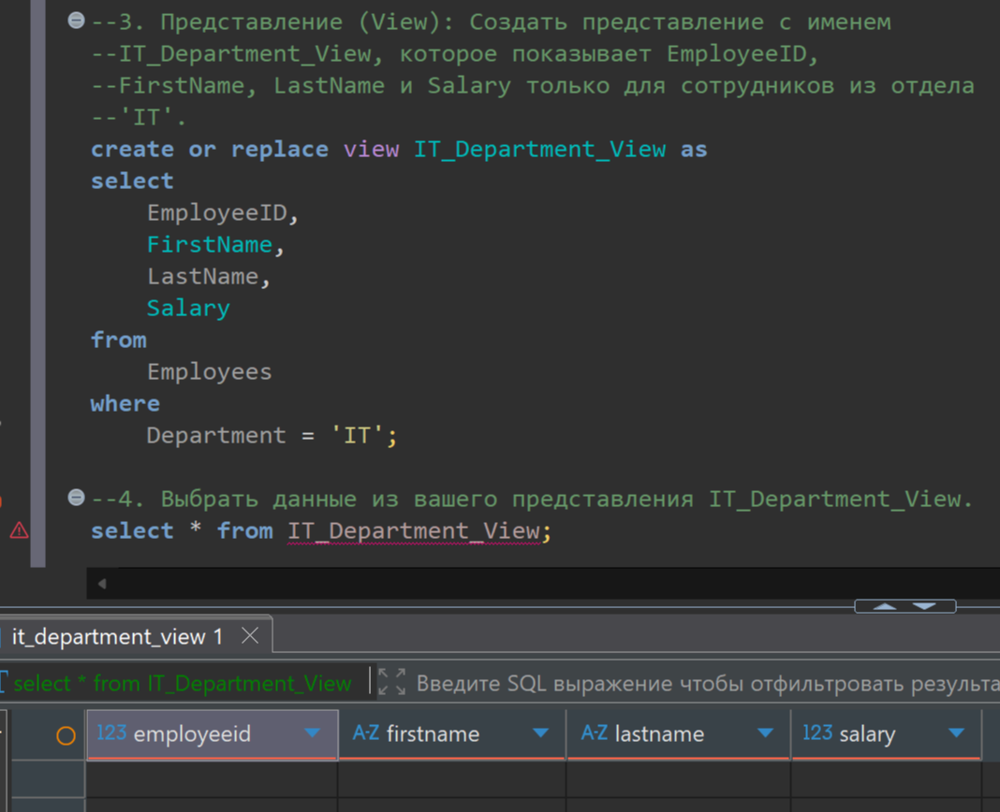 --3. Представление (View): Создать представление с именем
--IT_Department_View, которое показывает EmployeeID,
--FirstName, LastName и Salary только для сотрудников из отдела
--'IT'.
create or replace view IT_Department_View as
select
EmployeeID,
FirstName,
LastName,
Salary
from
Employees
where
Department = 'IT';
--4. Выбрать данные из вашего представления IT_Department_View.
select * from IT_Department_View;
it_department_view 1
select * from IT_Department_View Введите SQL выражение чтобы отфильтровать результа
123 employeeid A-Z firstname A-Z lastname 123 salary